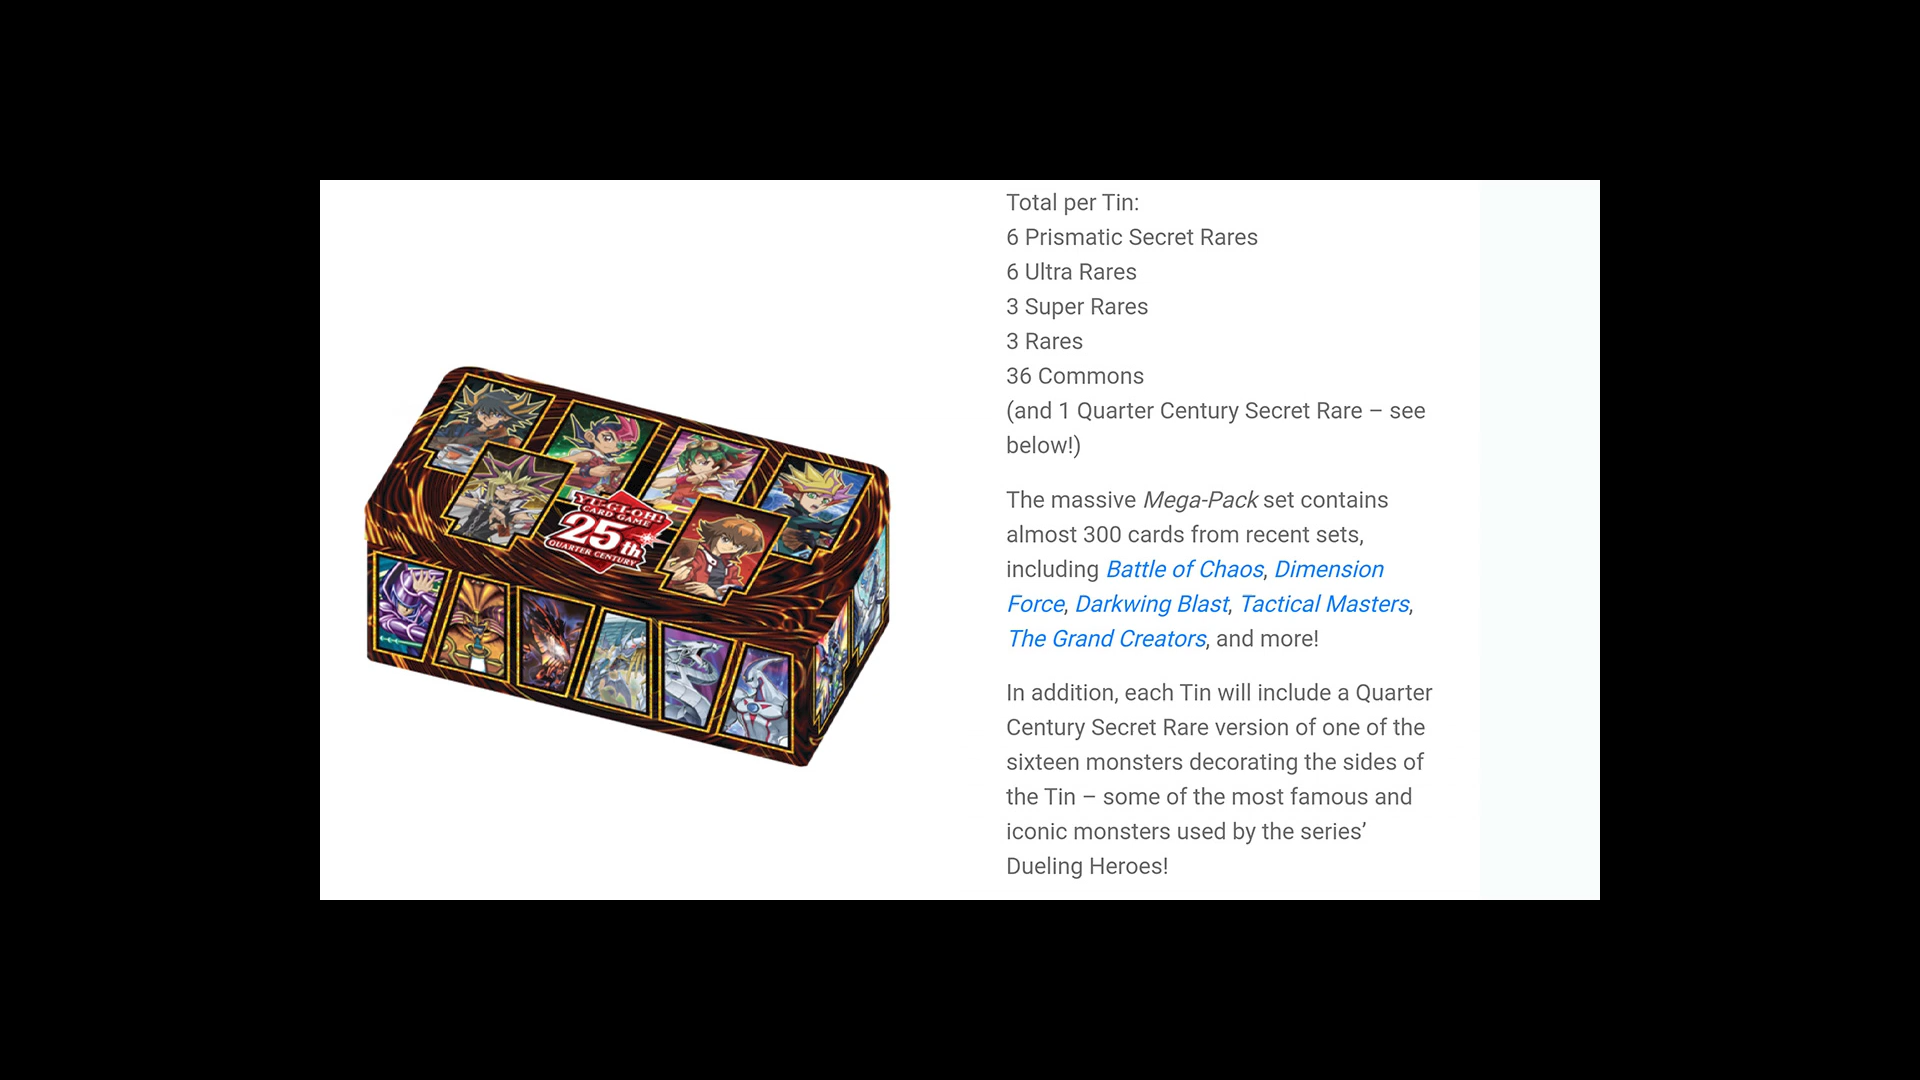 Total per Tin:
6 Prismatic Secret Rares
6 Ultra Rares
3 Super Rares
3 Rares
36 Commons
(and 1 Quarter Century Secret Rare – see
below!)
The massive Mega-Pack set contains
almost 300 cards from recent sets,
including Battle of Chaos, Dimension
Force, Darkwing Blast, Tactical Masters,
The Grand Creators, and more!
In addition, each Tin will include a Quarter
Century Secret Rare version of one of the
sixteen monsters decorating the sides of
the Tin – some of the most famous and
iconic monsters used by the series’
Dueling Heroes!
YU-GI-OH!
CARD GAME
25th
QUARTER CENTURY